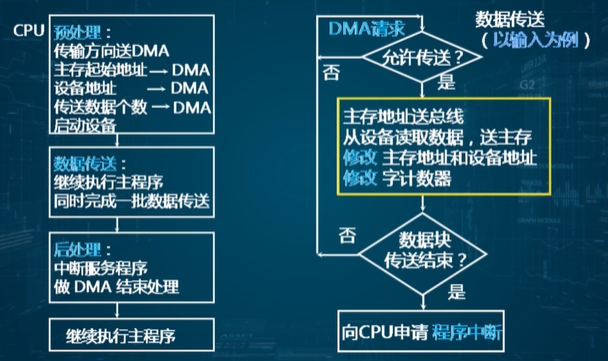 CPU
预处理：
传输方向送DMA
主存起始地址 → DMA
设备地址 → DMA
传送数据个数 → DMA
启动设备
数据传送：
继续执行主程序
同时完成一批数据传送
后处理：
中断服务程序
做 DMA 结束处理
继续执行主程序
数据传送
（以输入为例）
DMA请求
允许传送？
否
是
主存地址送总线
从设备读取数据，送主存
修改 主存地址和设备地址
修改 字计数器
否
数据块
传送结束？
是
向CPU申请 程序中断